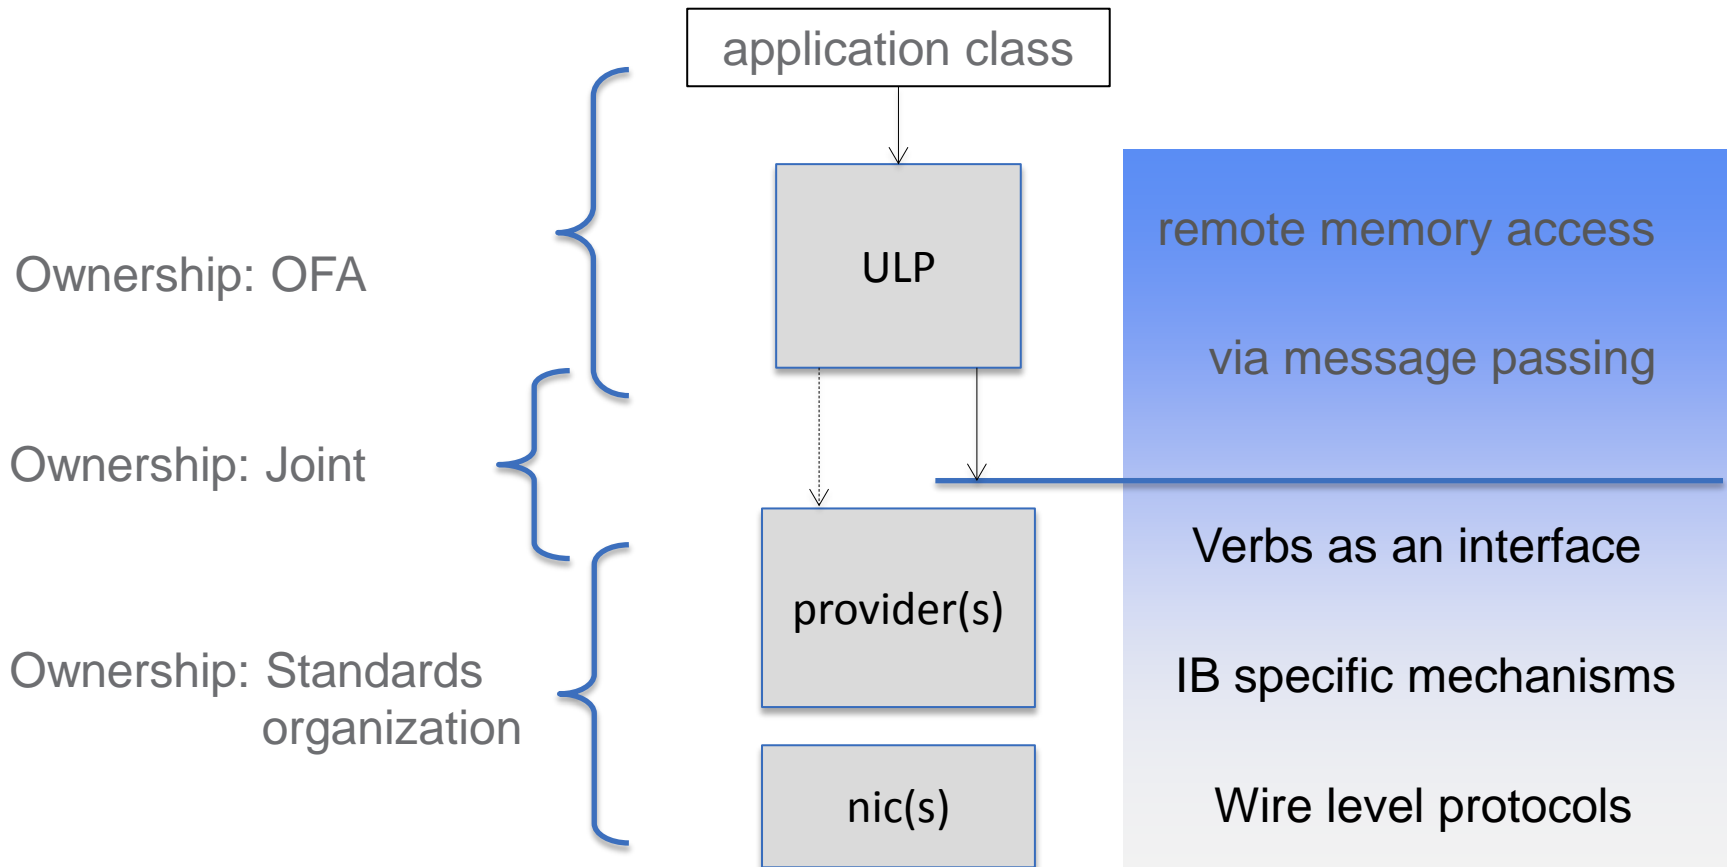 application class
Ownership: OFA
ULP
remote memory access
via message passing
Ownership: Joint
Verbs as an interface
provider(s)
Ownership: Standards
organization
IB specific mechanisms
nic(s)
Wire level protocols